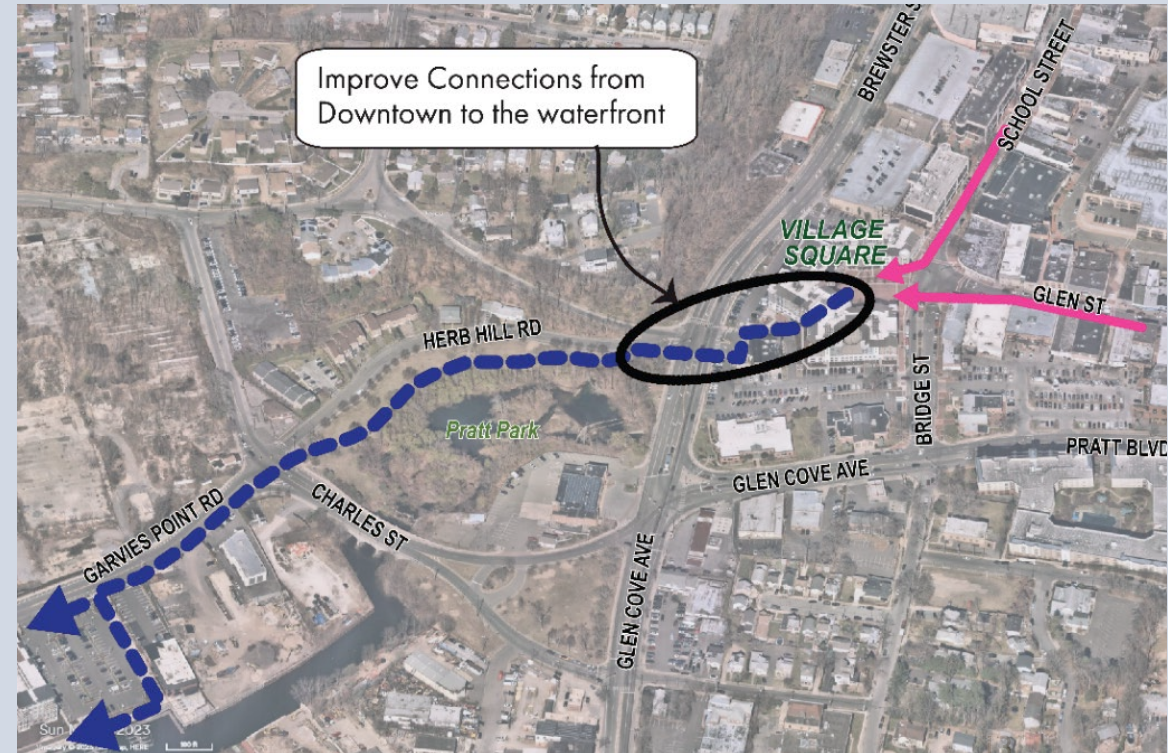 Improve Connections from
Downtown to the waterfront
BREWSTER S
SCHOOL STREET
VILLAGE
SQUARE
GLEN ST
HERB HILL RD
BRIDGE ST
Pratt Park
PRATT BLVD
GLEN COVE AVE
CHARLES ST
GARVIES POINT RD
GLEN COVE AVE
Sun
2023